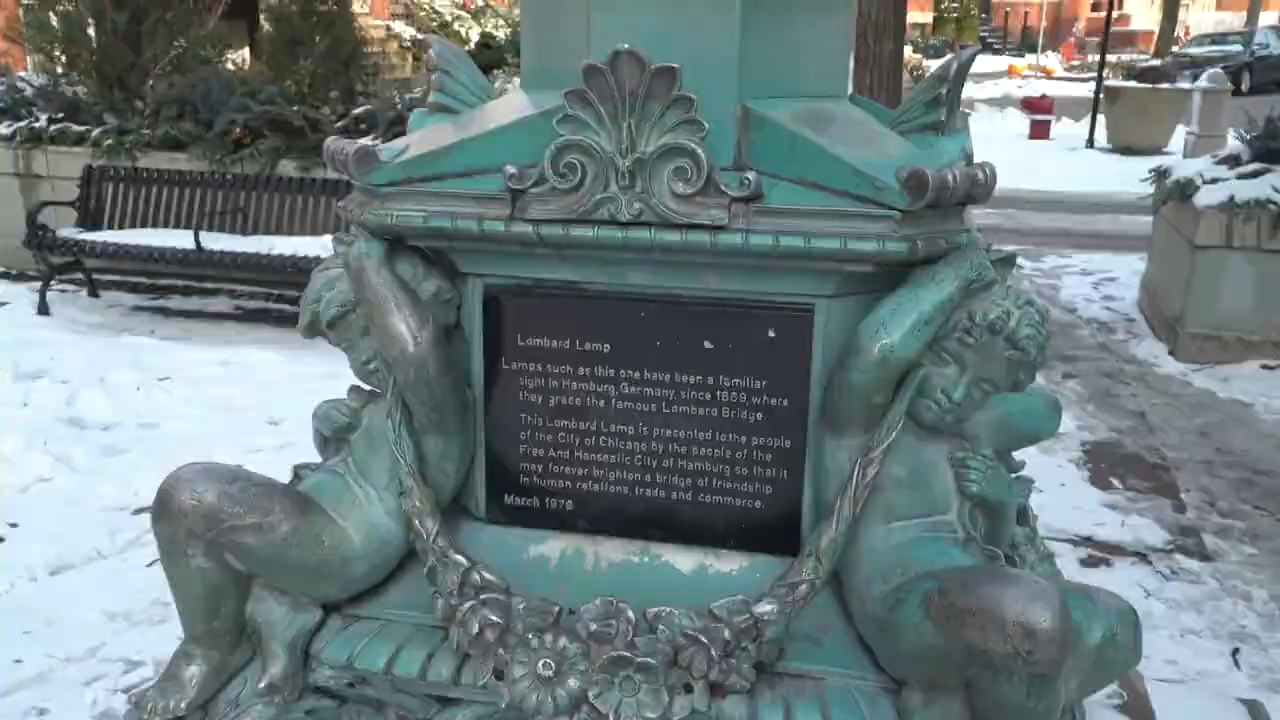 Lombard Lamp
Lamps such as this one have been a familiar
sight in Hamburg, Germany, since 1869, where
they grace the famous Lombard Bridge.
This Lombard Lamp is presented to the people
of the City of Chicago by the people of the
Free And Hanseatic City of Hamburg so that it
may forever brighten a bridge of friendship
in human relations, trade and commerce.
March